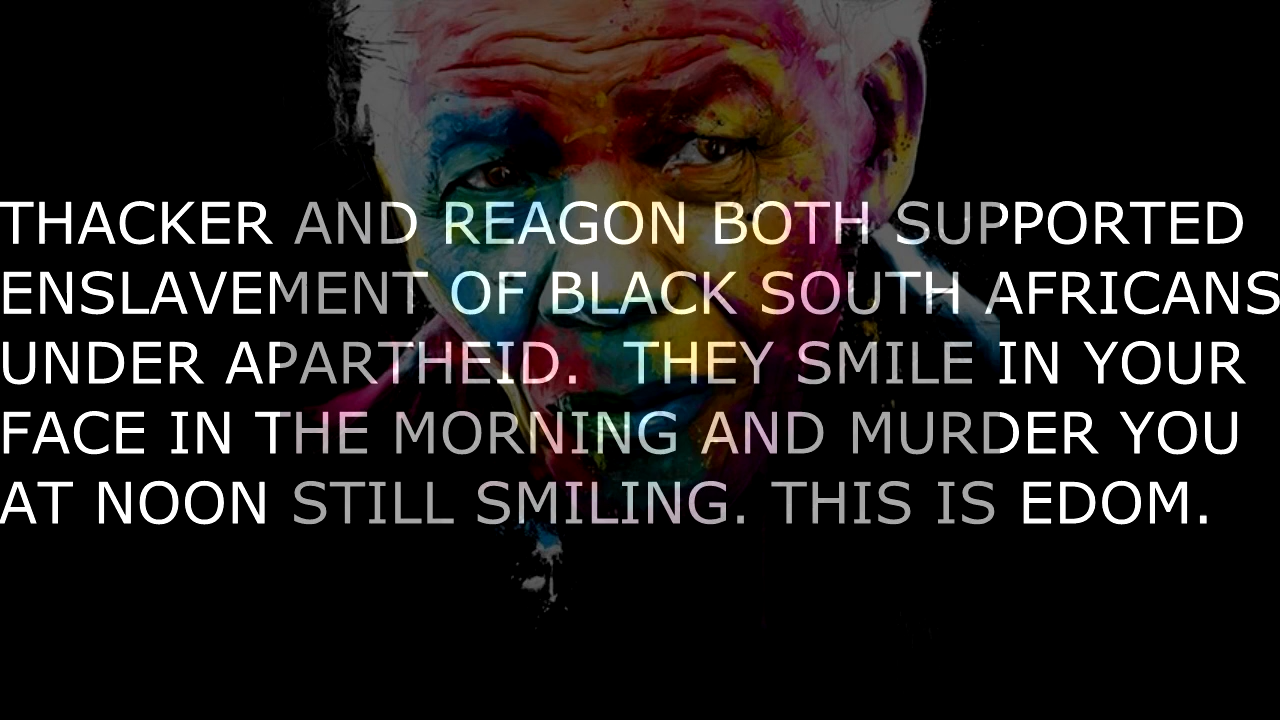 THACKER AND REAGON BOTH SUPPORTED
ENSLAVEMENT OF BLACK SOUTH AFRICANS
UNDER APARTHEID.  THEY SMILE IN YOUR
FACE IN THE MORNING AND MURDER YOU
AT NOON STILL SMILING. THIS IS EDOM.